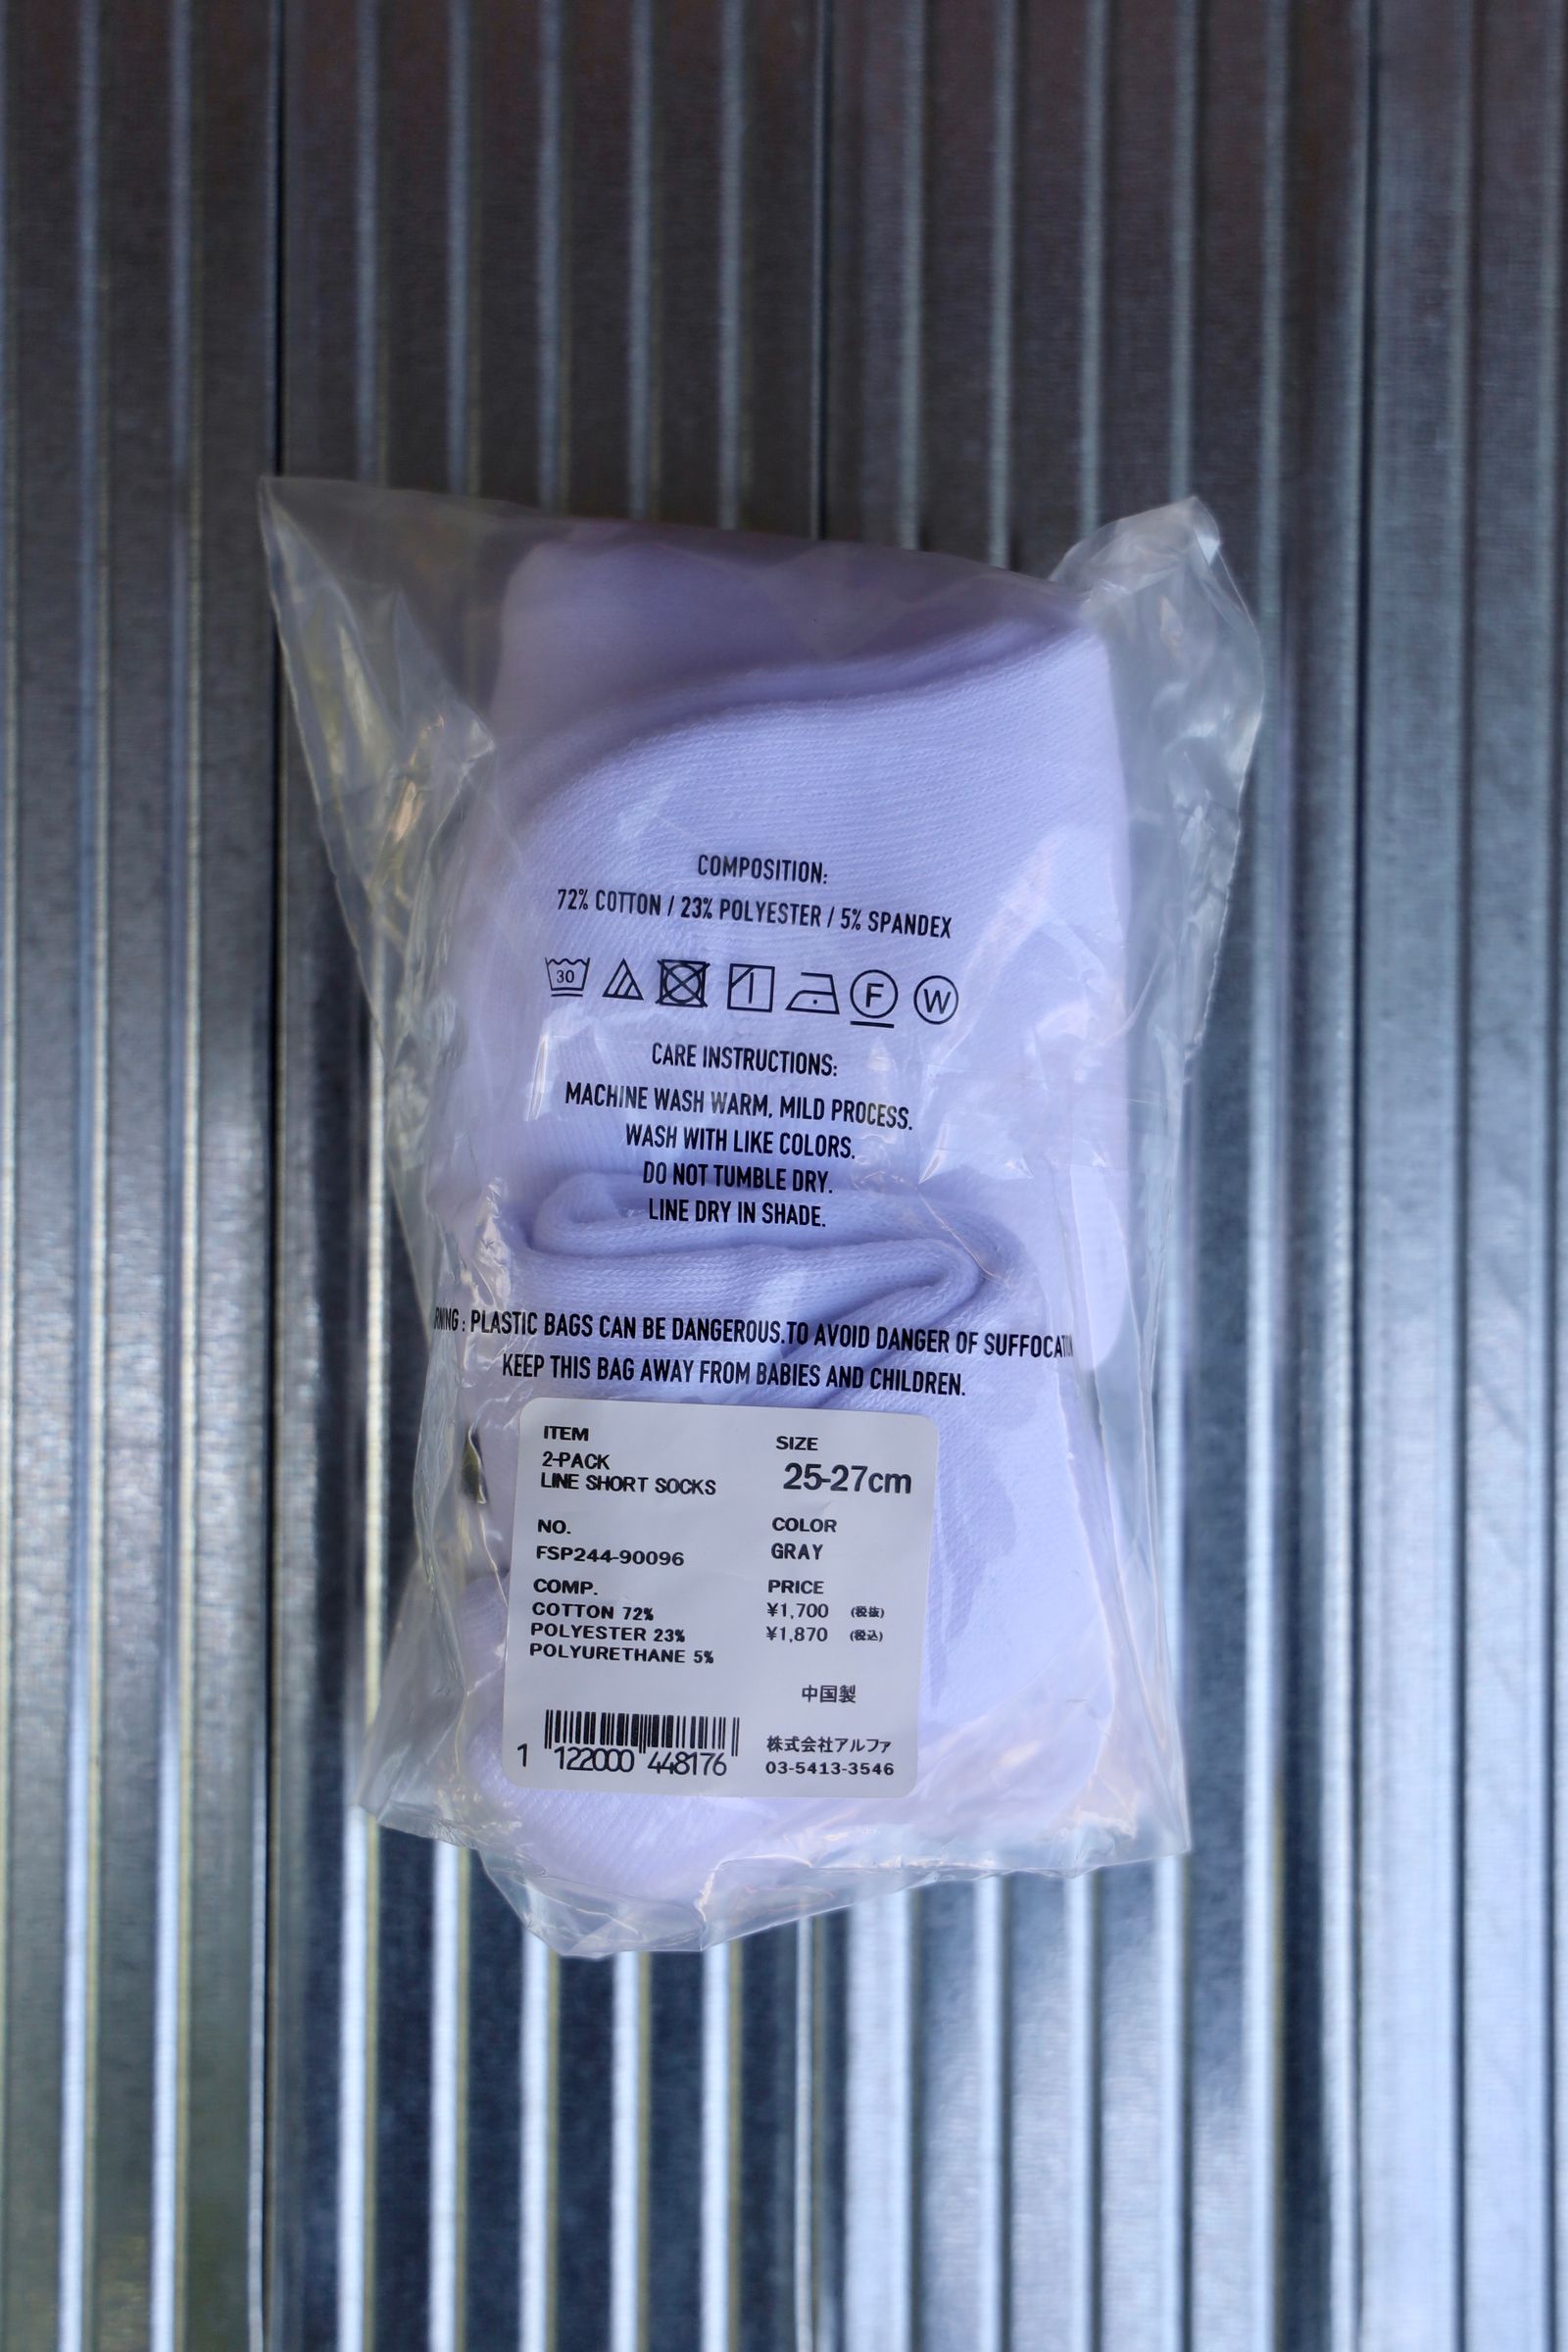 COMPOSITION:
72% COTTON / 23% POLYESTER / 5% SPANDEX
30
F
W
CARE INSTRUCTIONS:
MACHINE WASH WARM, MILD PROCESS.
WASH WITH LIKE COLORS.
DO NOT TUMBLE DRY.
LINE DRY IN SHADE.
RNING : PLASTIC BAGS CAN BE DANGEROUS.TO AVOID DANGER OF SUFFOCATI
KEEP THIS BAG AWAY FROM BABIES AND CHILDREN.
ITEM
2-PACK
LINE SHORT SOCKS
SIZE
25-27cm
NO.
FSP244-90096
COLOR
GRAY
COMP.
COTTON 72%
POLYESTER 23%
POLYURETHANE 5%
PRICE
¥1,700 (税抜)
¥1,870 (税込)
中国製
1 122000 448176
株式会社アルファ
03-5413-3546